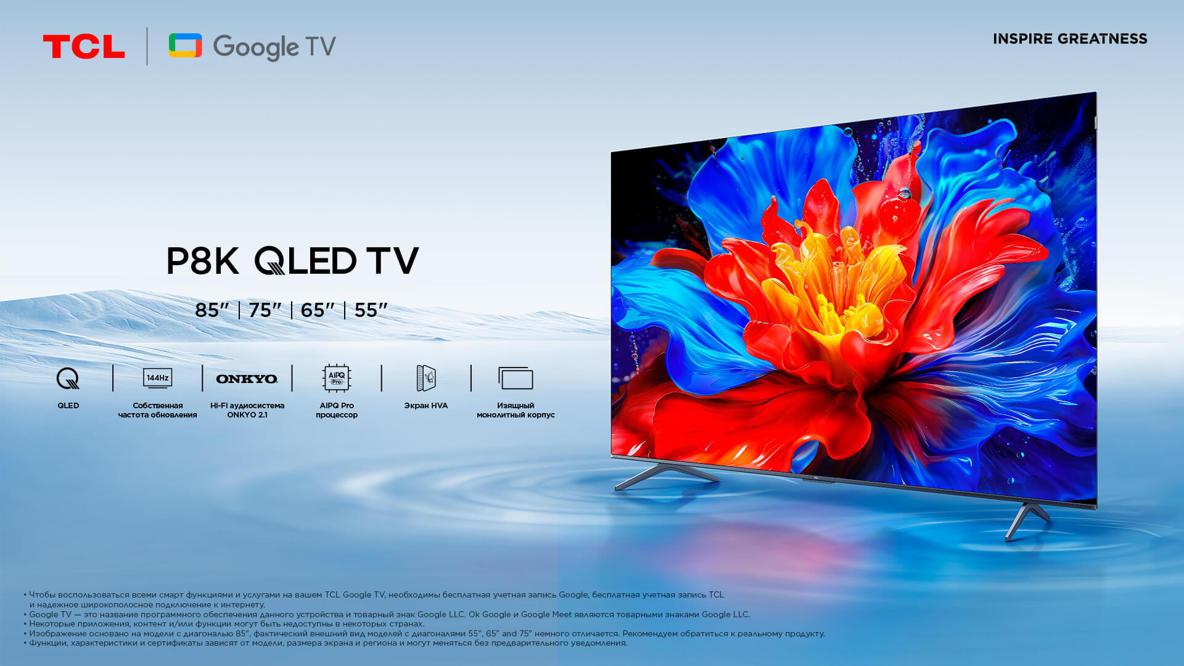 TCL | Google TV
INSPIRE GREATNESS
P8K QLED TV
85" | 75" | 65" | 55"
QLED
144Hz
Собственная
частота обновления
ONKYO
HI-FI аудиосистема
ONKYO 2.1
AIPQ
Pro
AIPQ Pro
процессор
Экран HVA
Изящный
монолитный корпус
• Чтобы воспользоваться всеми смарт функциями и услугами на вашем TCL Google TV, необходимы бесплатная учетная запись Google, бесплатная учетная запись TCL
и надежное широкополосное подключение к интернету.
• Google TV — это название программного обеспечения данного устройства и товарный знак Google LLC. Ok Google и Google Meet являются товарными знаками Google LLC.
• Некоторые приложения, контент и/или функции могут быть недоступны в некоторых странах.
• Изображение основано на модели с диагональю 85", фактический внешний вид моделей с диагоналями 55", 65" and 75" немного отличается. Рекомендуем обратиться к реальному продукту.
• Функции, характеристики и сертификаты зависят от модели, размера экрана и региона и могут меняться без предварительного уведомления.